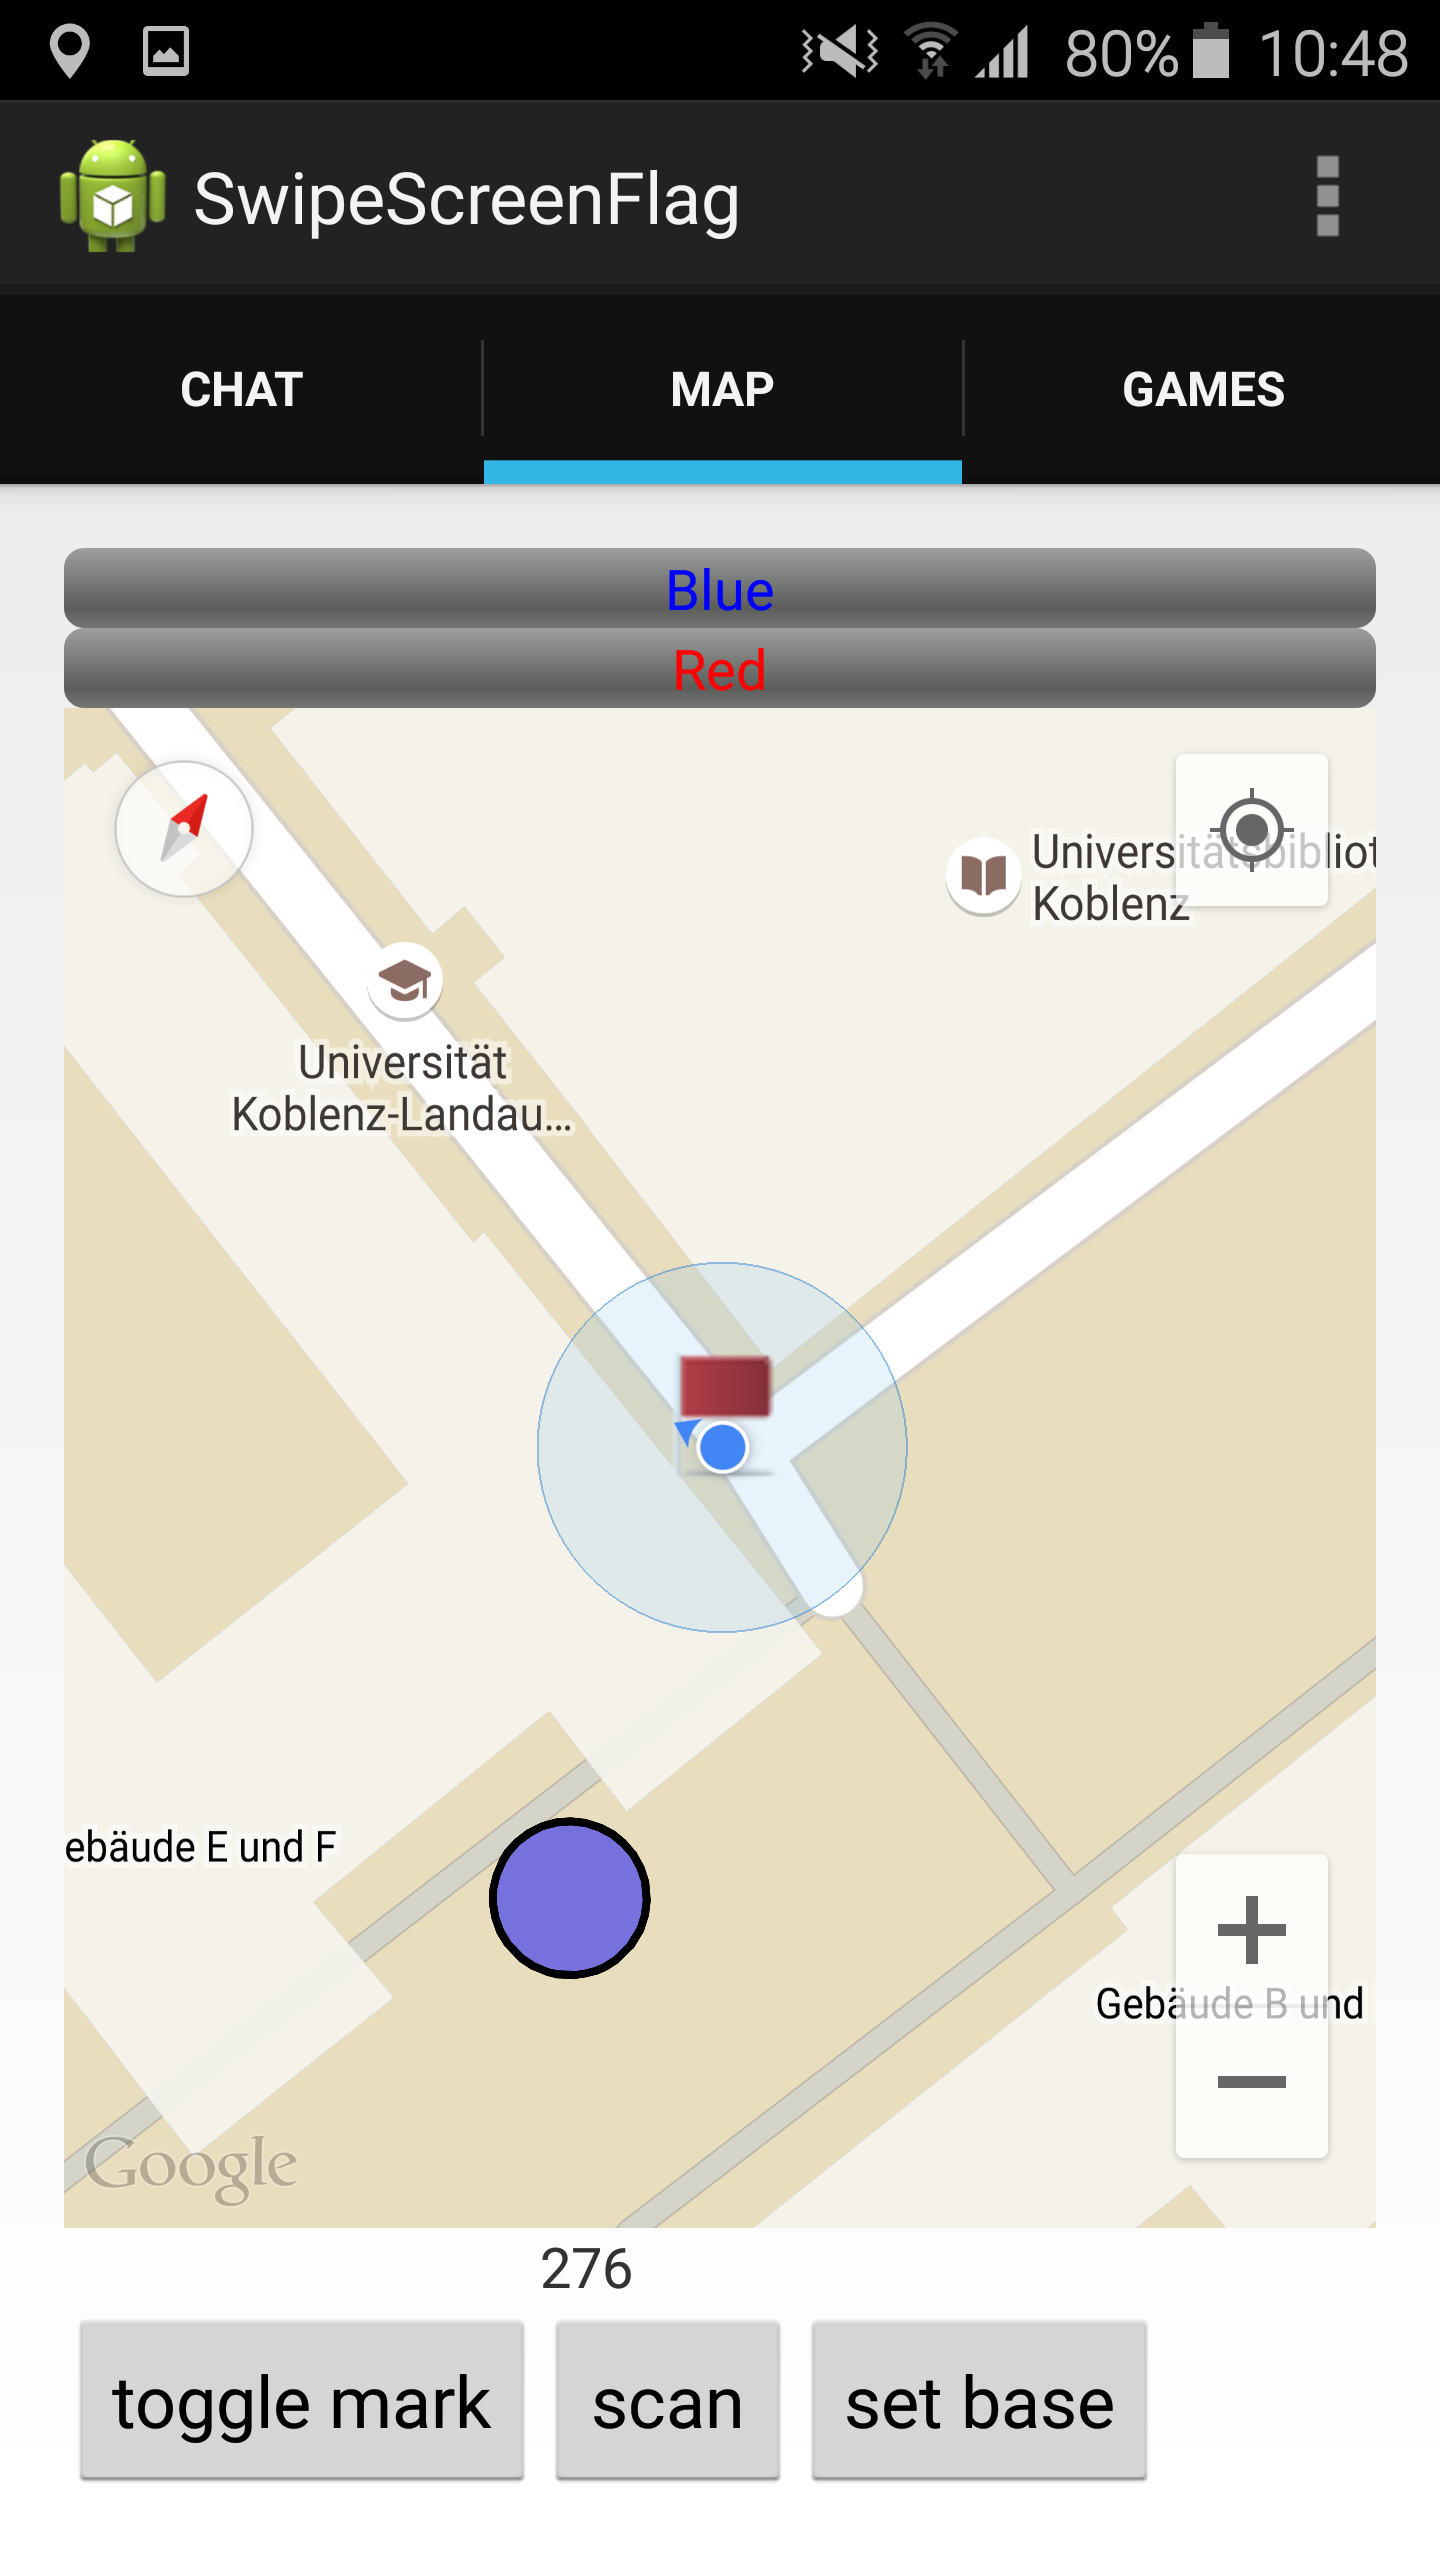 80% 10:48
SwipeScreenFlag
CHAT MAP GAMES
Blue
Red
Universitätsbibliot
Koblenz
Universität
Koblenz-Landau...
ebäude E und F
Gebäude B und
Google
276
toggle mark scan set base